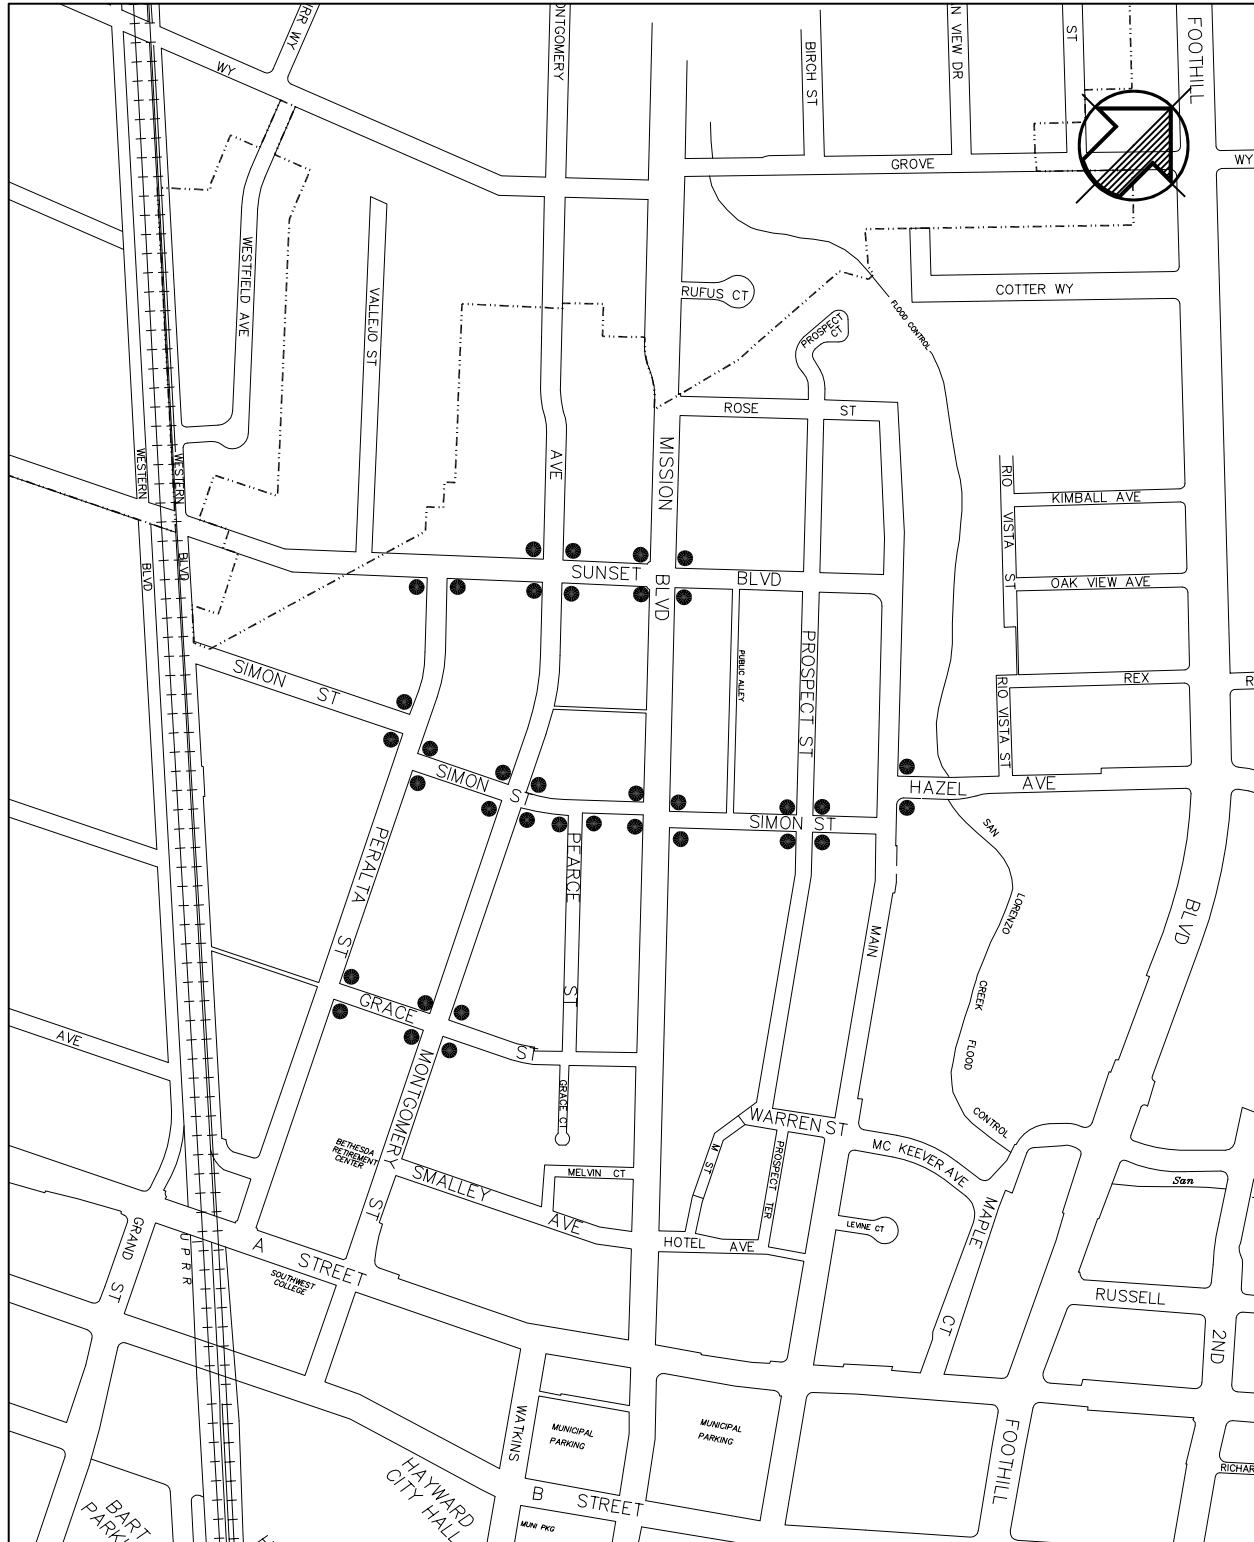 RR WY
ONTGOMERY
BIRCH ST
N VIEW DR
ST
FOOTHILL
WY
GROVE
WY
WESTFIELD AVE
VALLEJO ST
RUFUS CT
COTTER WY
FLOOD CONTROL
PROSPECT
CT
ROSE
ST
AVE
MISSION
WESTERN
WESTERN
RIO
VISTA
ST
KIMBALL AVE
BLVD
BLVD
SUNSET
BLVD
BLVD
OAK VIEW AVE
SIMON
ST
PUBLIC ALLEY
PROSPECT ST
RIO VISTA ST
REX
R
SIMON
ST
HAZEL
AVE
SIMON ST
PERALTA
ST
PEARCE
ST
SAN
LORENZO
CREEK
FLOOD
CONTROL
MAIN
BLVD
AVE
GRACE
ST
MONTGOMERY
ST
GRACE CT
WARREN ST
BETHESDA
RETIREMENT
CENTER
SMALLEY
AVE
MELVIN CT
M ST
PROSPECT TER
MC KEEVER AVE
San
GRAND
ST
U P R R
A
STREET
HOTEL
AVE
LEVINE CT
MAPLE
CT
SOUTHWEST
COLLEGE
RUSSELL
2ND
WATKINS
MUNICIPAL
PARKING
MUNICIPAL
PARKING
FOOTHILL
HAYWARD
CITY HALL
B
STREET
RICHAR
BART
PARKI
MUNI PKG